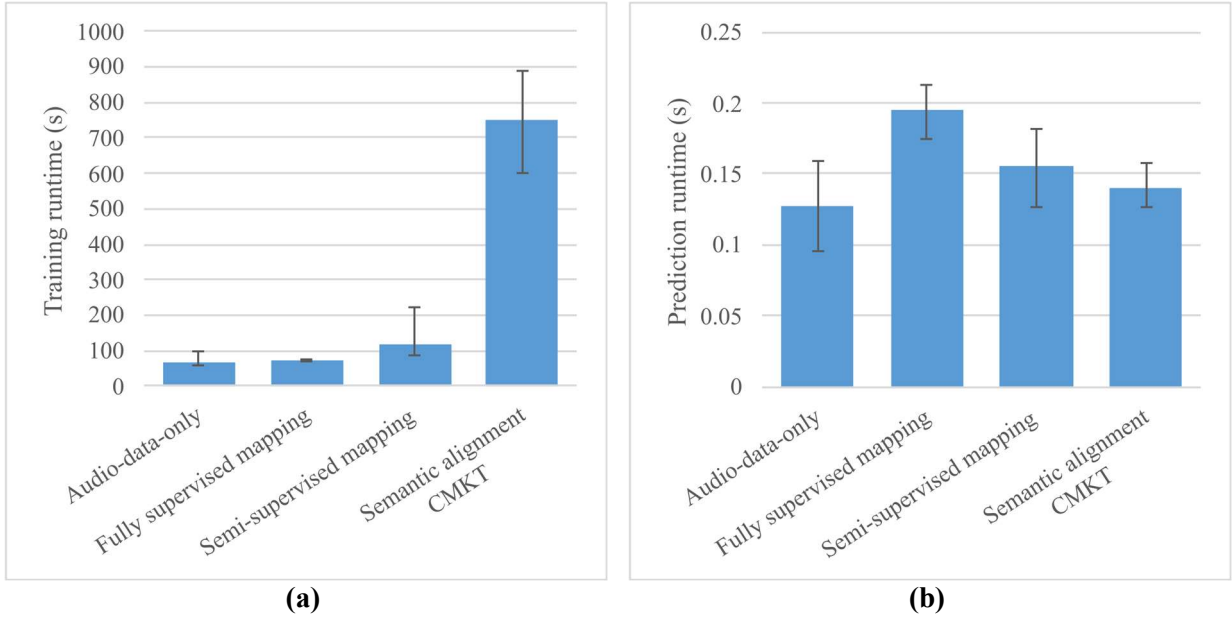 1000
900
800
700
600
500
400
300
200
100
0
Training runtime (s)
Audio-data-only
Fully supervised mapping
Semi-supervised mapping
Semantic alignment
CMKT
(a)
0.25
0.2
0.15
0.1
0.05
0
Prediction runtime (s)
Audio-data-only
Fully supervised mapping
Semi-supervised mapping
Semantic alignment
CMKT
(b)